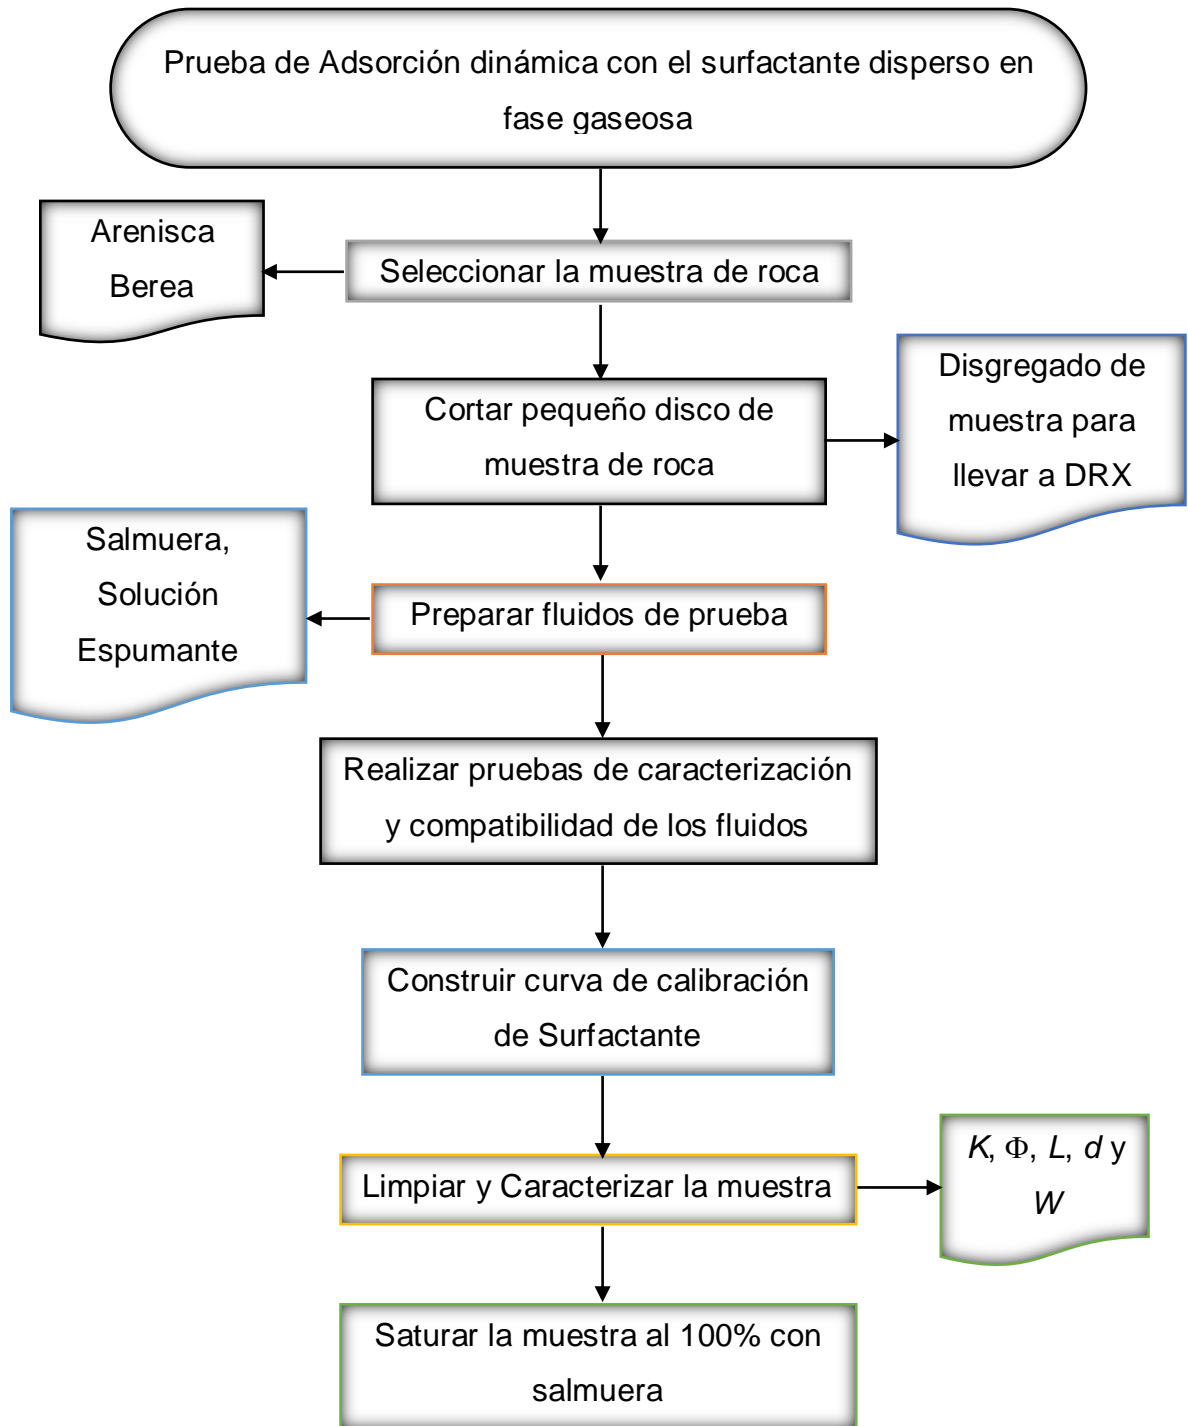 Prueba de Adsorción dinámica con el surfactante disperso en
fase gaseosa
Arenisca
Berea
Seleccionar la muestra de roca
Cortar pequeño disco de
muestra de roca
Disgregado de
muestra para
llevar a DRX
Salmuera,
Solución
Espumante
Preparar fluidos de prueba
Realizar pruebas de caracterización
y compatibilidad de los fluidos
Construir curva de calibración
de Surfactante
Limpiar y Caracterizar la muestra
K, Φ, L, d y
W
Saturar la muestra al 100% con
salmuera